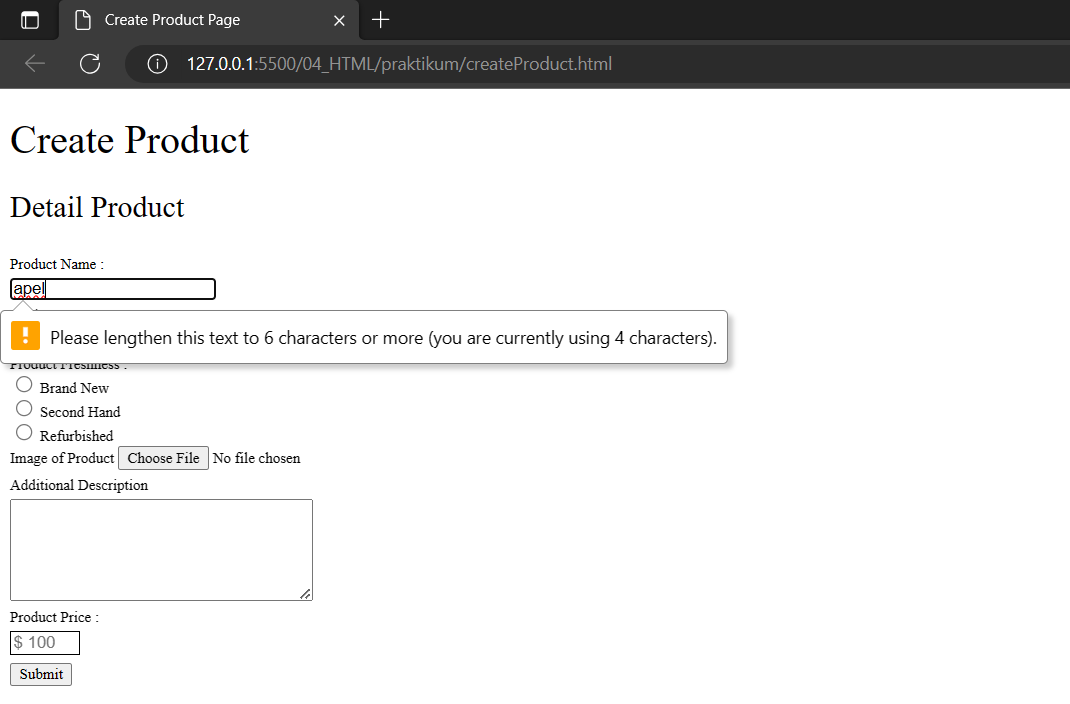 Create Product Page
127.0.0.1:5500/04_HTML/praktikum/createProduct.html
Create Product
Detail Product
Product Name :
apel
Please lengthen this text to 6 characters or more (you are currently using 4 characters).
Product Freshness :
Brand New
Second Hand
Refurbished
Image of Product Choose File No file chosen
Additional Description
Product Price :
$ 100
Submit